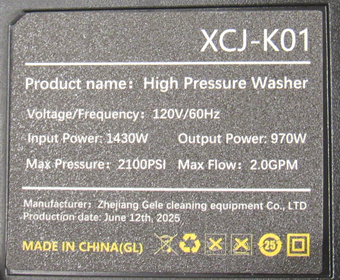 XCJ-K01
Product name: High Pressure Washer
Voltage/Frequency: 120V/60Hz
Input Power: 1430W Output Power: 970W
Max Pressure: 2100PSI Max Flow: 2.0GPM
Manufacturer: Zhejiang Gele cleaning equipment Co., LTD
Production date: June 12th, 2025
MADE IN CHINA(GL) 25